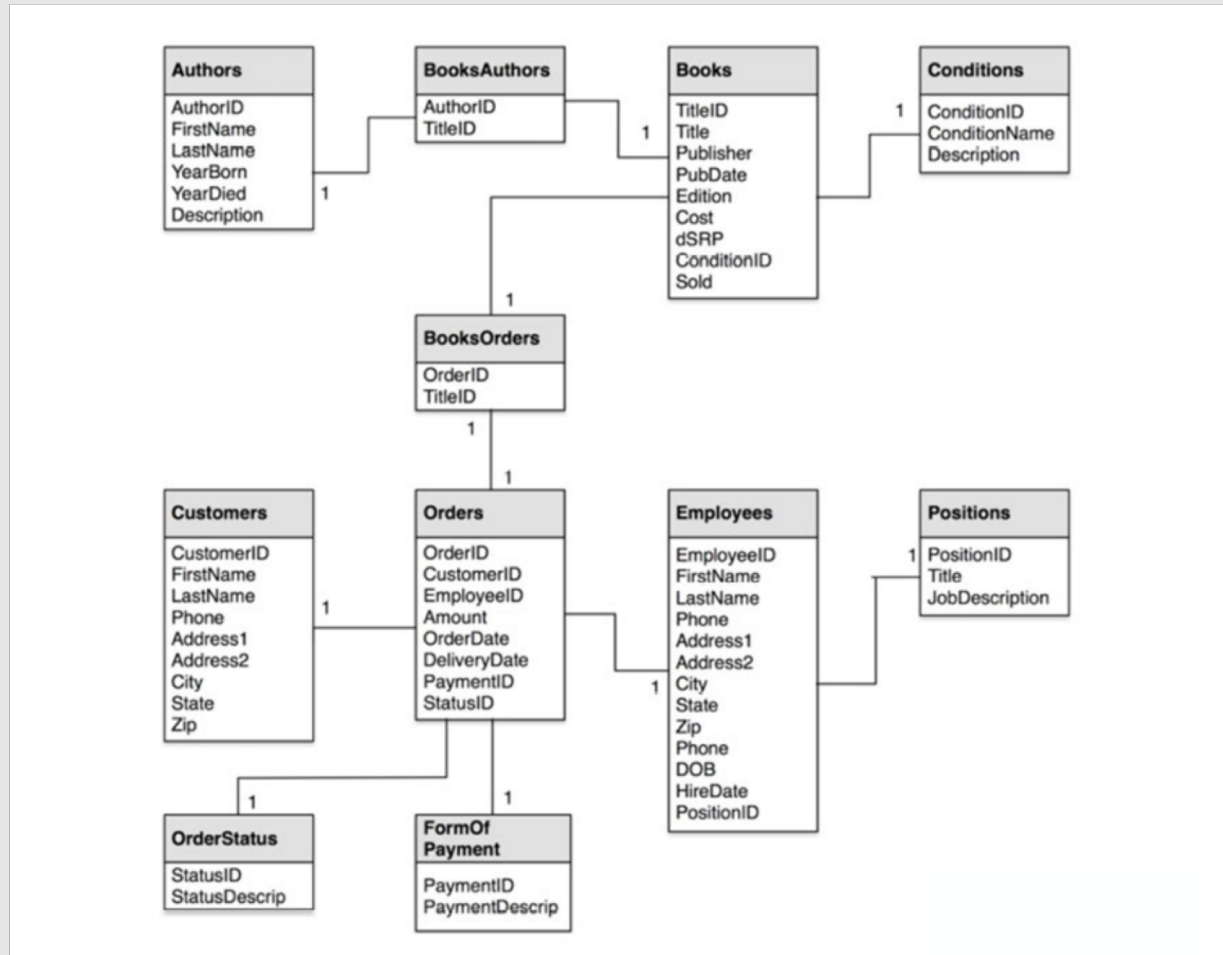 Authors
AuthorID
FirstName
LastName
YearBorn
YearDied
Description
1
BooksAuthors
AuthorID
TitleID
1
Books
TitleID
Title
Publisher
PubDate
Edition
Cost
dSRP
ConditionID
Sold
1
Conditions
ConditionID
ConditionName
Description
1
BooksOrders
OrderID
TitleID
1
1
Customers
CustomerID
FirstName
LastName
Phone
Address1
Address2
City
State
Zip
1
Orders
OrderID
CustomerID
EmployeeID
Amount
OrderDate
DeliveryDate
PaymentID
StatusID
1
Employees
EmployeeID
FirstName
LastName
Phone
Address1
Address2
City
State
Zip
Phone
DOB
HireDate
PositionID
1
Positions
PositionID
Title
JobDescription
1
OrderStatus
StatusID
StatusDescrip
1
FormOf
Payment
PaymentID
PaymentDescrip